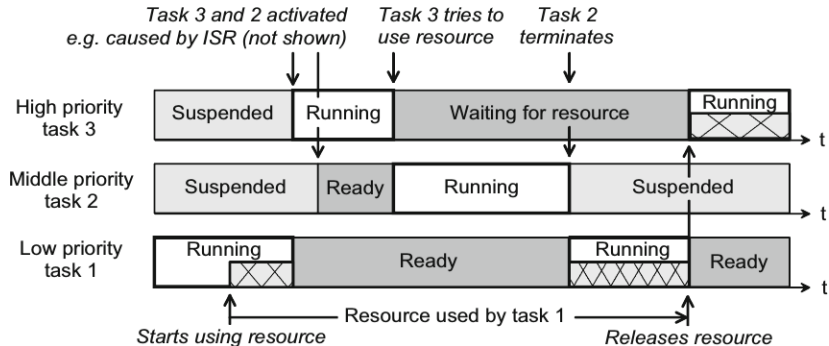 Task 3 and 2 activated
e.g. caused by ISR (not shown)
Task 3 tries to
use resource
Task 2
terminates
High priority
task 3
Suspended
Running
Waiting for resource
Running
t
Middle priority
task 2
Suspended
Ready
Running
Suspended
t
Low priority
task 1
Running
Ready
Running
Ready
t
Resource used by task 1
Starts using resource
Releases resource